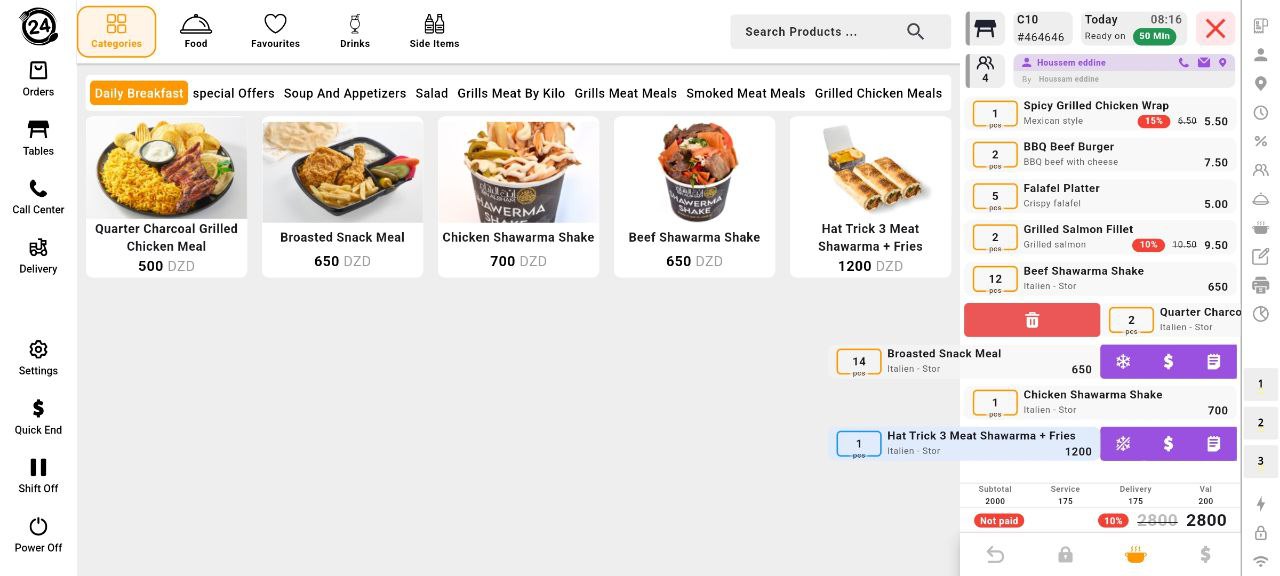 24
Categories
Food
Favourites
Drinks
Side Items
Search Products ...
Orders
Tables
Call Center
Delivery
Settings
Quick End
Shift Off
Power Off
Daily Breakfast special Offers Soup And Appetizers Salad Grills Meat By Kilo Grills Meat Meals Smoked Meat Meals Grilled Chicken Meals
SHAWERMA
SHAKE
SHAWERMA
SHAKE
Quarter Charcoal Grilled
Chicken Meal
500 DZD
Broasted Snack Meal
650 DZD
Chicken Shawarma Shake
700 DZD
Beef Shawarma Shake
650 DZD
Hat Trick 3 Meat
Shawarma + Fries
1200 DZD
C10
#464646
Today 08:16
Ready on 50 Min
4
Houssem eddine
By Houssam eddine
1 pcs
Spicy Grilled Chicken Wrap
Mexican style 15% 6.50 5.50
2 pcs
BBQ Beef Burger
BBQ beef with cheese 7.50
5 pcs
Falafel Platter
Crispy falafel 5.00
2 pcs
Grilled Salmon Fillet
Grilled salmon 10% 10.50 9.50
12 pcs
Beef Shawarma Shake
Italien - Stor 650
2 pcs
Quarter Charco
Italien - Stor
14 pcs
Broasted Snack Meal
Italien - Stor 650
$
1 pcs
Chicken Shawarma Shake
Italien - Stor 700
1 pcs
Hat Trick 3 Meat Shawarma + Fries
Italien - Stor 1200
$
Subtotal Service Delivery Val
2000 175 175 200
Not paid 10% 2800 2800
$
%
1
2
3